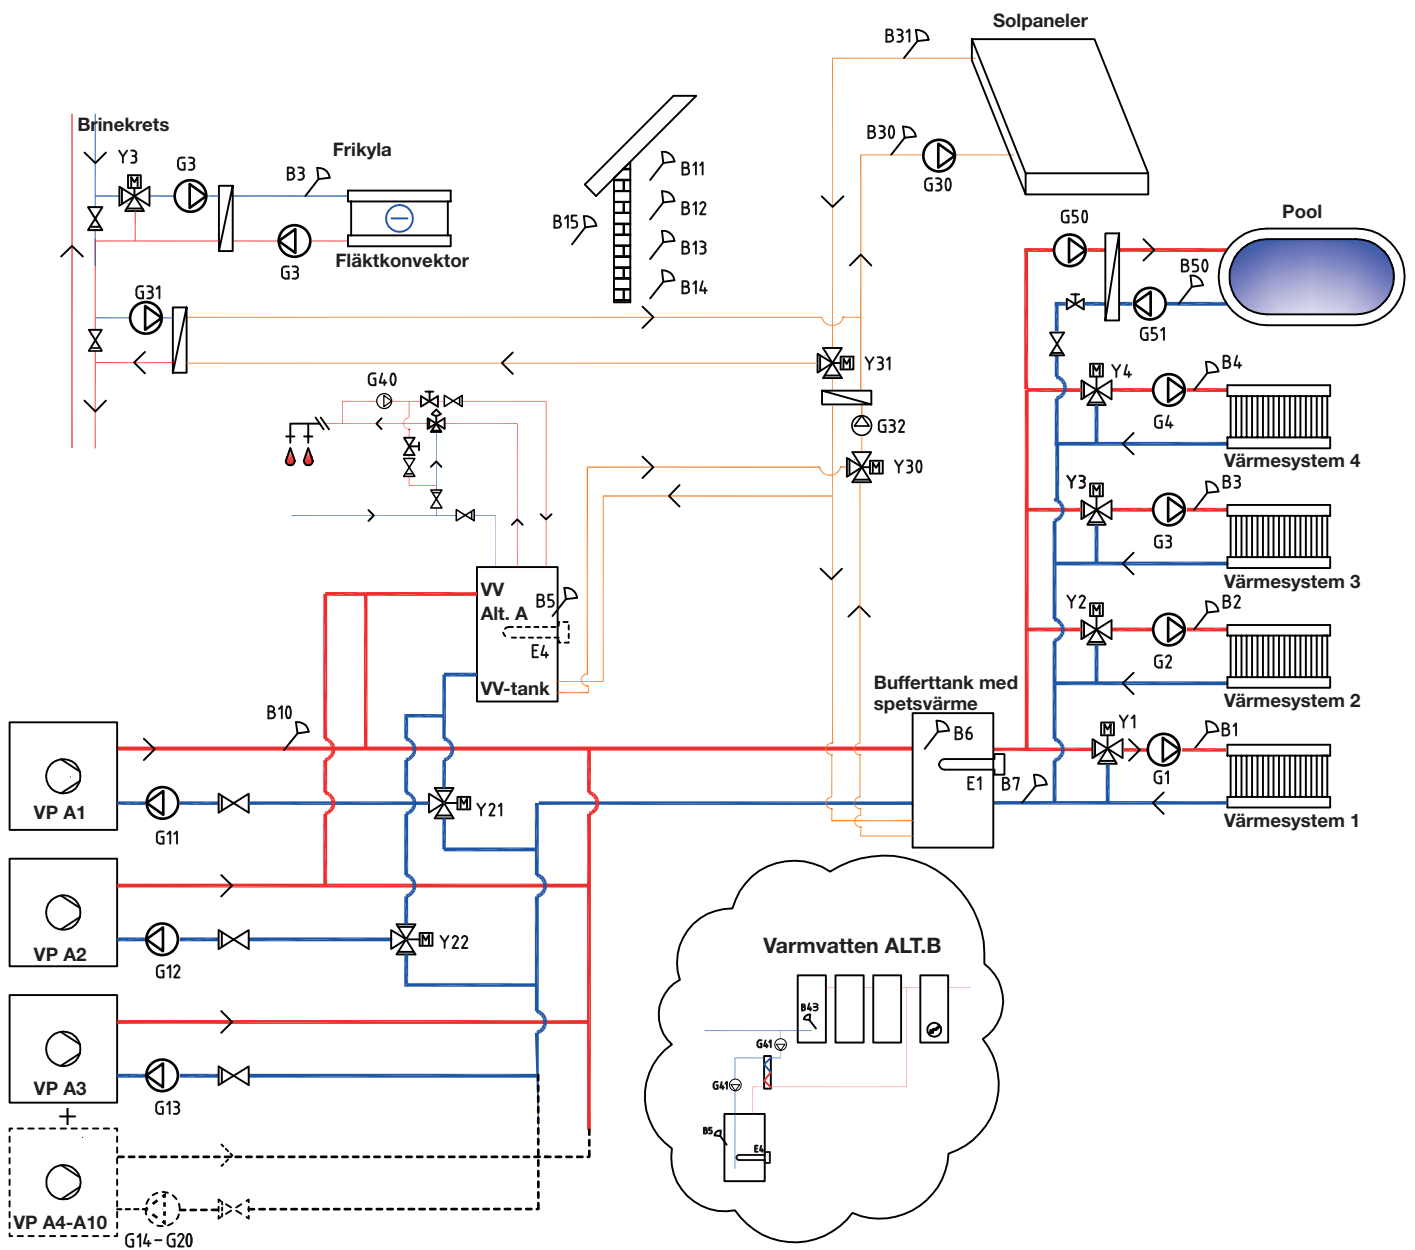 Solpaneler
B31
Brinekrets
B30
G30
Y3
G3
B3
Frikyla
B11
B12
B15
B13
B14
G3
Fläktkonvektor
G31
G50
Pool
B50
G51
Y31
G40
G32
Y30
Y4
B4
G4
Värmesystem 4
Y3
B3
G3
Värmesystem 3
Y2
B2
G2
Värmesystem 2
VV
Alt. A
B5
E4
VV-tank
Bufferttank med
spetsvärme
B6
E1
B7
Y1
B1
G1
Värmesystem 1
B10
VP A1
G11
Y21
VP A2
G12
Y22
VP A3
G13
+
VP A4-A10
G14-G20
Varmvatten ALT.B
B43
G41
G41
B5
E4
M
M
M
M
M
M
M
M
M